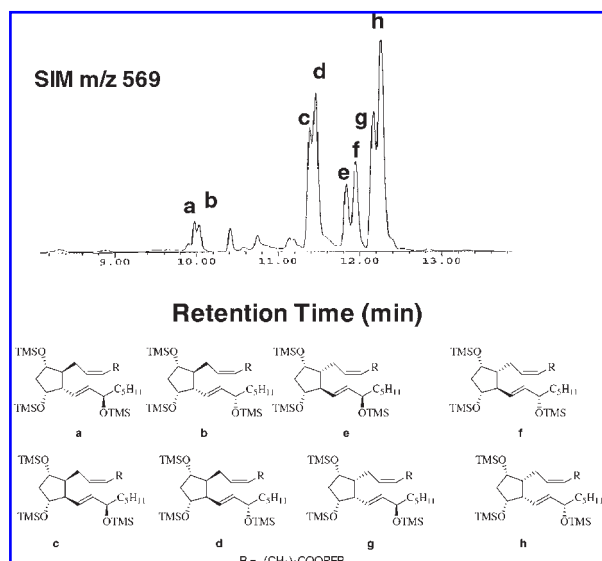 SIM m/z 569
a
b
c
d
e
f
g
h
9.00 10.00 11.00 12.00 13.00
Retention Time (min)
TMSO R C₅H₁₁ TMSO OTMS
a
TMSO R C₅H₁₁ TMSO OTMS
b
TMSO R C₅H₁₁ TMSO OTMS
e
TMSO R C₅H₁₁ TMSO OTMS
f
TMSO R C₅H₁₁ TMSO OTMS
c
TMSO R C₅H₁₁ TMSO OTMS
d
TMSO R C₅H₁₁ TMSO OTMS
g
TMSO R C₅H₁₁ TMSO OTMS
h